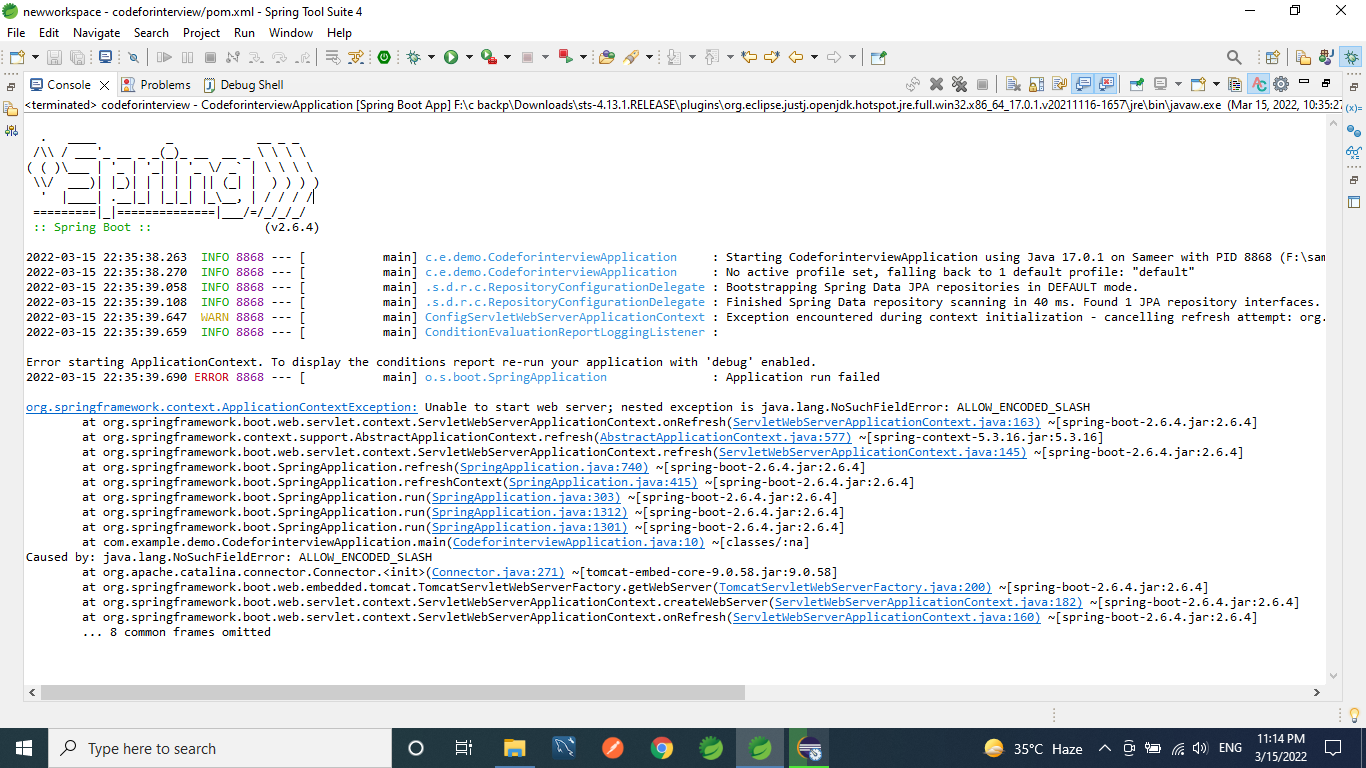 newworkspace - codeforinterview/pom.xml - Spring Tool Suite 4
File Edit Navigate Search Project Run Window Help
Console Problems Debug Shell
<terminated> codeforinterview - CodeforinterviewApplication [Spring Boot App] F:\c backp\Downloads\sts-4.13.1.RELEASE\plugins\org.eclipse.justj.openjdk.hotspot.jre.full.win32.x86_64_17.0.1.v20211116-1657\jre\bin\javaw.exe (Mar 15, 2022, 10:35:27
  .   ____          _            __ _ _
 /\\ / ___'_ __ _ _(_)_ __  __ _ \ \ \ \
( ( )\___ | '_ | '_| | '_ \/ _` | \ \ \ \
 \\/  ___)| |_)| | | | | || (_| |  ) ) ) )
  '  |____| .__|_| |_|_| |_\__, | / / / /
 =========|_|==============|___/=/_/_/_/
 :: Spring Boot ::                (v2.6.4)
2022-03-15 22:35:38.263  INFO 8868 --- [           main] c.e.demo.CodeforinterviewApplication     : Starting CodeforinterviewApplication using Java 17.0.1 on Sameer with PID 8868 (F:\sam
2022-03-15 22:35:38.270  INFO 8868 --- [           main] c.e.demo.CodeforinterviewApplication     : No active profile set, falling back to 1 default profile: "default"
2022-03-15 22:35:39.058  INFO 8868 --- [           main] .s.d.r.c.RepositoryConfigurationDelegate : Bootstrapping Spring Data JPA repositories in DEFAULT mode.
2022-03-15 22:35:39.108  INFO 8868 --- [           main] .s.d.r.c.RepositoryConfigurationDelegate : Finished Spring Data repository scanning in 40 ms. Found 1 JPA repository interfaces.
2022-03-15 22:35:39.647  WARN 8868 --- [           main] ConfigServletWebServerApplicationContext : Exception encountered during context initialization - cancelling refresh attempt: org.
2022-03-15 22:35:39.659  INFO 8868 --- [           main] ConditionEvaluationReportLoggingListener :
Error starting ApplicationContext. To display the conditions report re-run your application with 'debug' enabled.
2022-03-15 22:35:39.690 ERROR 8868 --- [           main] o.s.boot.SpringApplication               : Application run failed
org.springframework.context.ApplicationContextException: Unable to start web server; nested exception is java.lang.NoSuchFieldError: ALLOW_ENCODED_SLASH
at org.springframework.boot.web.servlet.context.ServletWebServerApplicationContext.onRefresh(ServletWebServerApplicationContext.java:163) ~[spring-boot-2.6.4.jar:2.6.4]
at org.springframework.context.support.AbstractApplicationContext.refresh(AbstractApplicationContext.java:577) ~[spring-context-5.3.16.jar:5.3.16]
at org.springframework.boot.web.servlet.context.ServletWebServerApplicationContext.refresh(ServletWebServerApplicationContext.java:145) ~[spring-boot-2.6.4.jar:2.6.4]
at org.springframework.boot.SpringApplication.refresh(SpringApplication.java:740) ~[spring-boot-2.6.4.jar:2.6.4]
at org.springframework.boot.SpringApplication.refreshContext(SpringApplication.java:415) ~[spring-boot-2.6.4.jar:2.6.4]
at org.springframework.boot.SpringApplication.run(SpringApplication.java:303) ~[spring-boot-2.6.4.jar:2.6.4]
at org.springframework.boot.SpringApplication.run(SpringApplication.java:1312) ~[spring-boot-2.6.4.jar:2.6.4]
at org.springframework.boot.SpringApplication.run(SpringApplication.java:1301) ~[spring-boot-2.6.4.jar:2.6.4]
at com.example.demo.CodeforinterviewApplication.main(CodeforinterviewApplication.java:10) ~[classes/:na]
Caused by: java.lang.NoSuchFieldError: ALLOW_ENCODED_SLASH
at org.apache.catalina.connector.Connector.<init>(Connector.java:271) ~[tomcat-embed-core-9.0.58.jar:9.0.58]
at org.springframework.boot.web.embedded.tomcat.TomcatServletWebServerFactory.getWebServer(TomcatServletWebServerFactory.java:200) ~[spring-boot-2.6.4.jar:2.6.4]
at org.springframework.boot.web.servlet.context.ServletWebServerApplicationContext.createWebServer(ServletWebServerApplicationContext.java:182) ~[spring-boot-2.6.4.jar:2.6.4]
at org.springframework.boot.web.servlet.context.ServletWebServerApplicationContext.onRefresh(ServletWebServerApplicationContext.java:160) ~[spring-boot-2.6.4.jar:2.6.4]
... 8 common frames omitted
Type here to search
35°C Haze
ENG
11:14 PM
3/15/2022